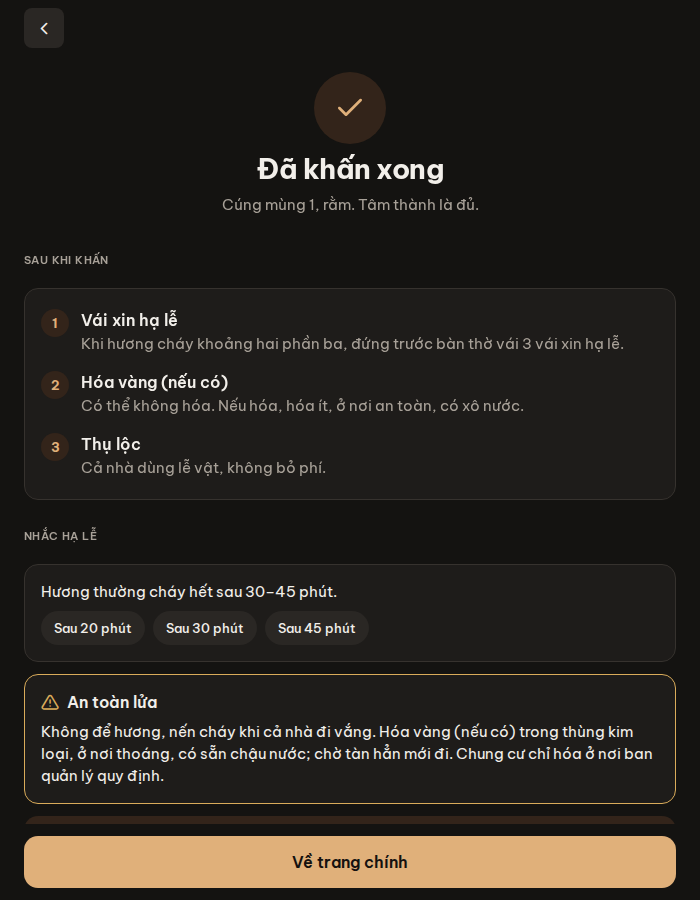 Đã khấn xong
Cúng mùng 1, rằm. Tâm thành là đủ.
SAU KHI KHẤN
1 Vái xin hạ lễ
Khi hương cháy khoảng hai phần ba, đứng trước bàn thờ vái 3 vái xin hạ lễ.
2 Hóa vàng (nếu có)
Có thể không hóa. Nếu hóa, hóa ít, ở nơi an toàn, có xô nước.
3 Thụ lộc
Cả nhà dùng lễ vật, không bỏ phí.
NHẮC HẠ LỄ
Hương thường cháy hết sau 30–45 phút.
Sau 20 phút Sau 30 phút Sau 45 phút
An toàn lửa
Không để hương, nến cháy khi cả nhà đi vắng. Hóa vàng (nếu có) trong thùng kim
loại, ở nơi thoáng, có sẵn chậu nước; chờ tàn hẳn mới đi. Chung cư chỉ hóa ở nơi ban
quản lý quy định.
Về trang chính